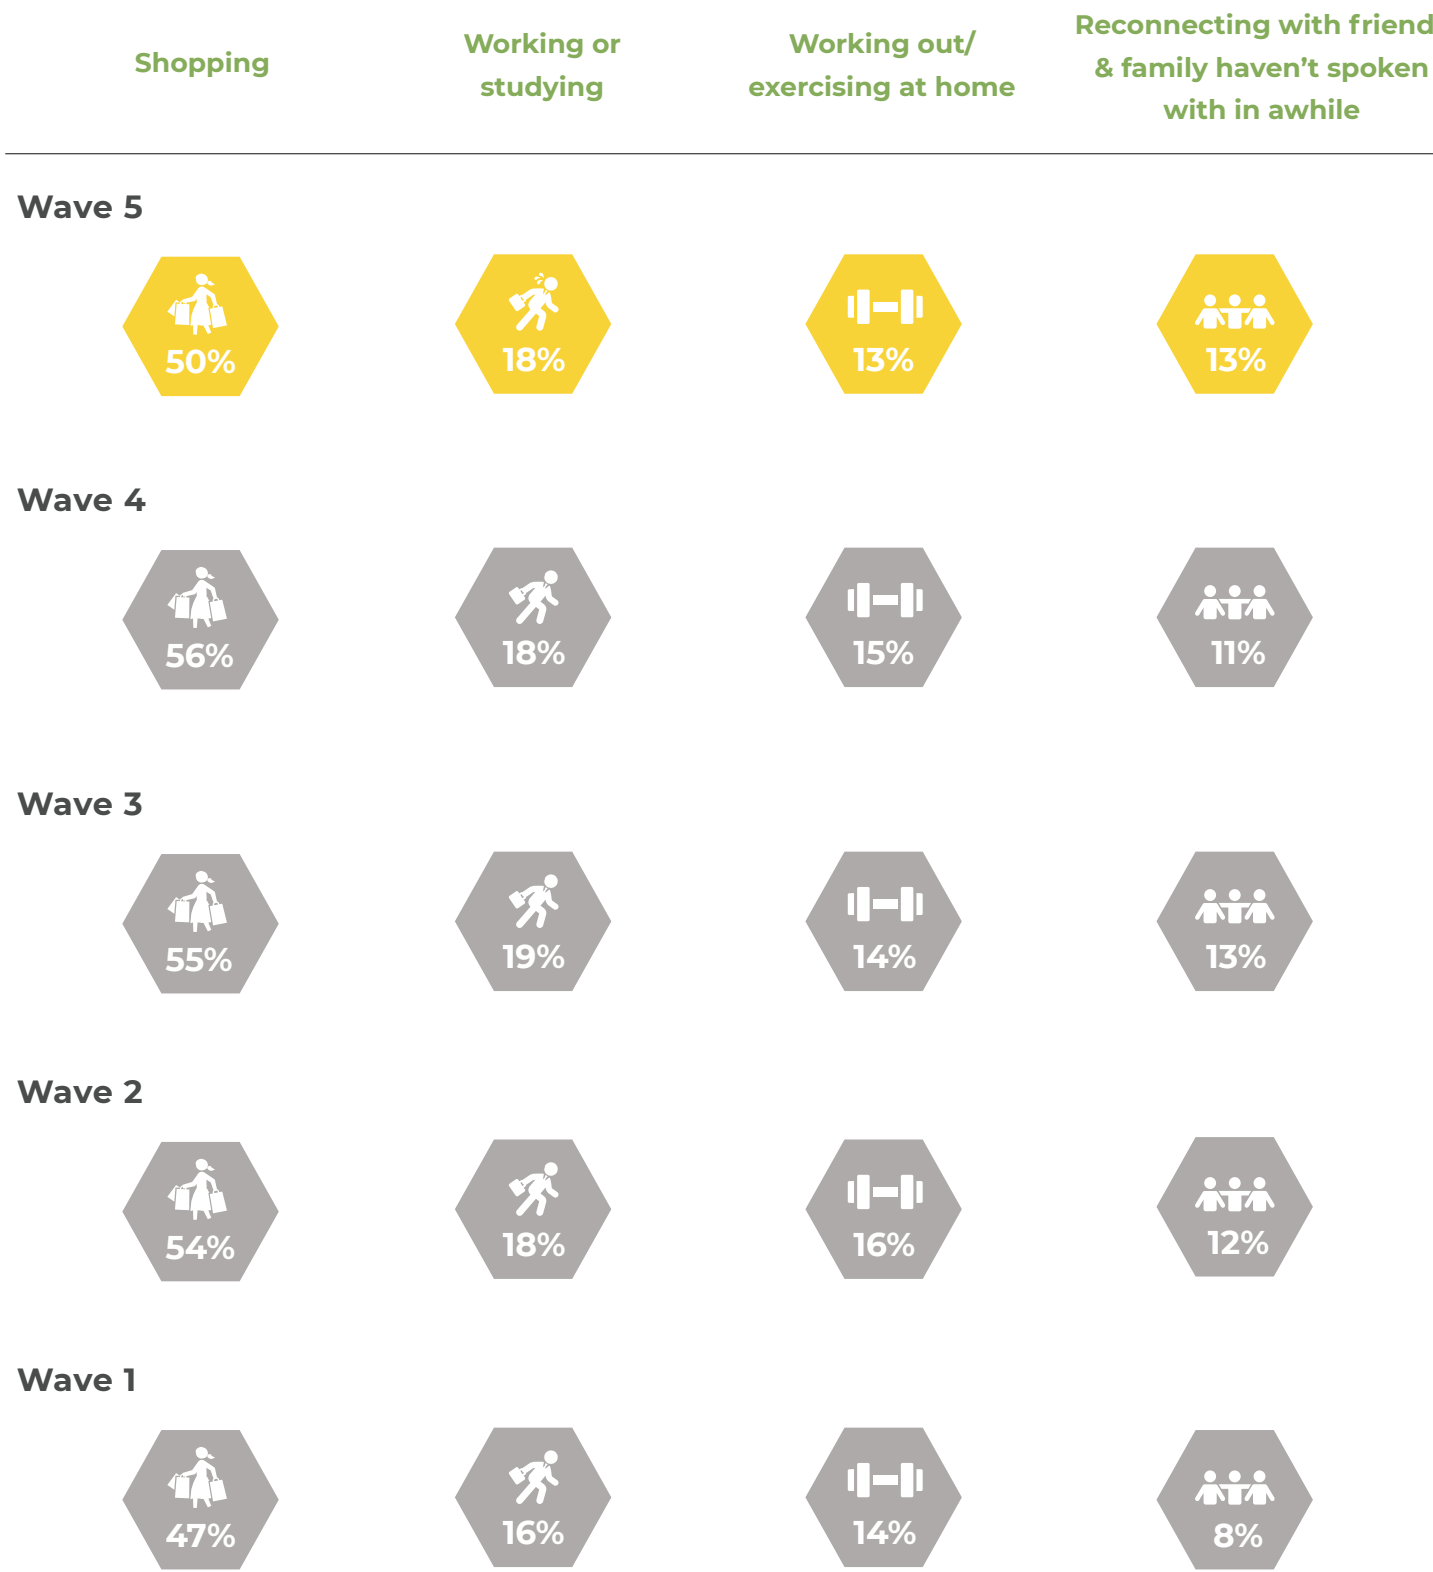 Shopping
Working or
studying
Working out/
exercising at home
Reconnecting with friend
& family haven’t spoken
with in awhile
Wave 5
50%
18%
13%
13%
Wave 4
56%
18%
15%
11%
Wave 3
55%
19%
14%
13%
Wave 2
54%
18%
16%
12%
Wave 1
47%
16%
14%
8%